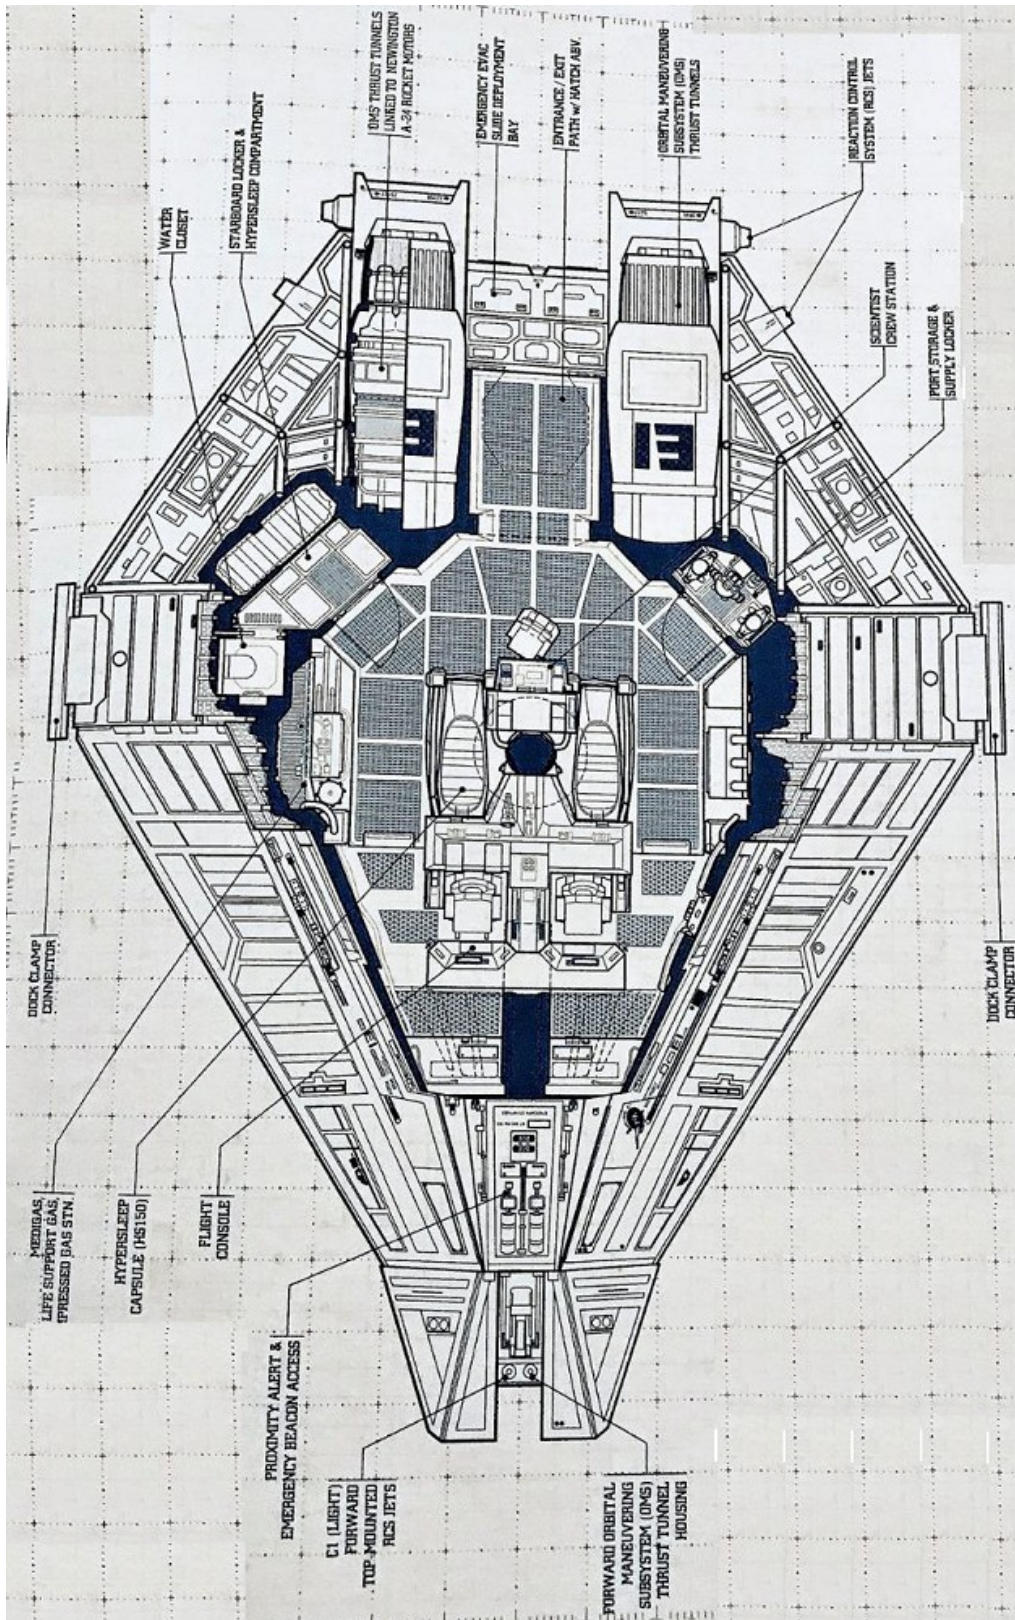 OMS THRUST TUNNELS
LINKED TO NEWINGTON
A-24 ROCKET MOTORS
EMERGENCY EVAC
SLIDE DEPLOYMENT
BAY
ENTRANCE / EXIT
PATH w/ HATCH ABV.
ORBITAL MANEUVERING
SUBSYSTEM (OMS)
THRUST TUNNELS
REACTION CONTROL
SYSTEM (RCS) JETS
WATER
CLOSET
STARBOARD LOCKER &
HYPERSLEEP COMPARTMENT
SCIENTIST
CREW STATION
PORT STORAGE &
SUPPLY LOCKER
E
E
DOCK CLAMP
CONNECTOR
DOCK CLAMP
CONNECTOR
MEDIGAS,
LIFE SUPPORT GAS,
PRESSED GAS STN.
HYPERSLEEP
CAPSULE (HS150)
FLIGHT
CONSOLE
PROXIMITY ALERT &
EMERGENCY BEACON ACCESS
C1 (LIGHT)
FORWARD
TOP-MOUNTED
RCS JETS
FORWARD ORBITAL
MANEUVERING
SUBSYSTEM (OMS)
THRUST TUNNEL
HOUSING